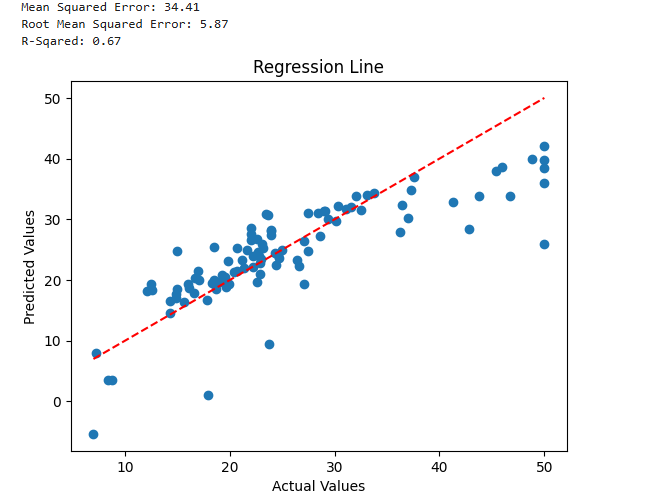 Mean Squared Error: 34.41
Root Mean Squared Error: 5.87
R-Sqared: 0.67
Regression Line
50
40
30
20
10
0
Predicted Values
10 20 30 40 50
Actual Values